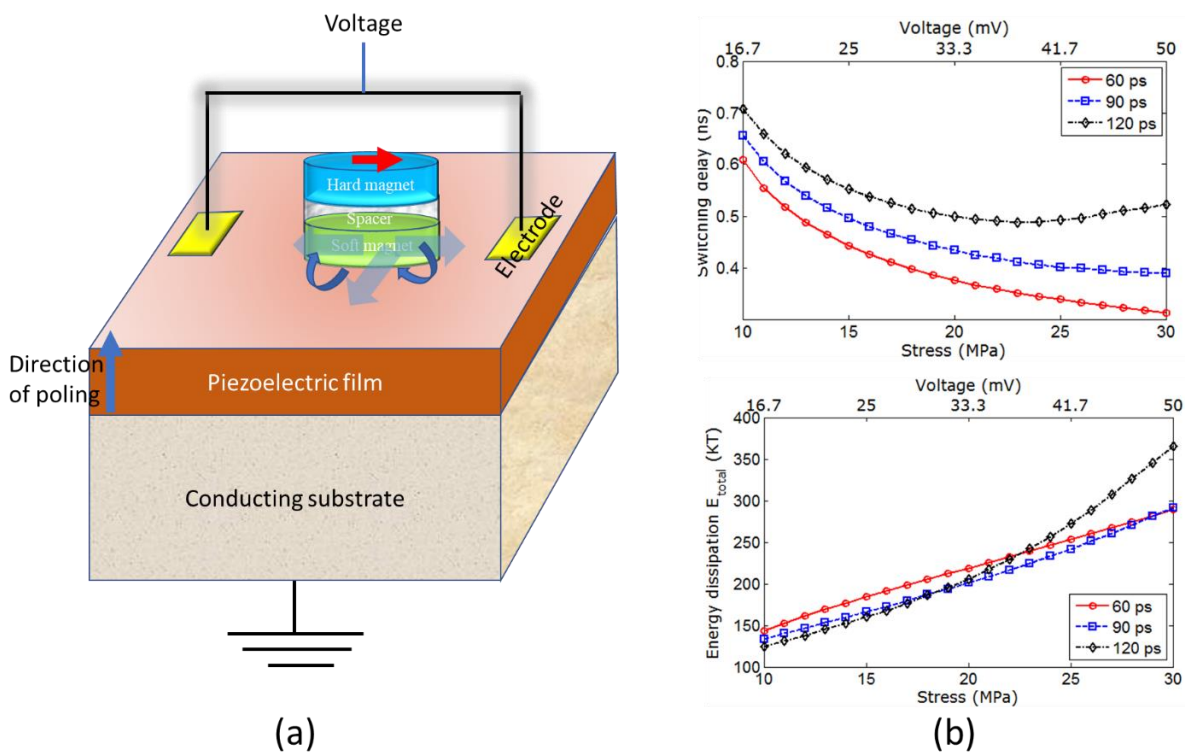 Voltage
Hard magnet
Spacer
Soft magnet
Electrode
Direction
of poling
Piezoelectric film
Conducting substrate
(a)
Voltage (mV)
16.7 25 33.3 41.7 50
0.8
0.7
0.6
0.5
0.4
Switching delay (ns)
60 ps
90 ps
120 ps
10 15 20 25 30
Stress (MPa)
Voltage (mV)
16.7 25 33.3 41.7 50
400
350
300
250
200
150
100
Energy dissipation E_total (KT)
60 ps
90 ps
120 ps
10 15 20 25 30
Stress (MPa)
(b)